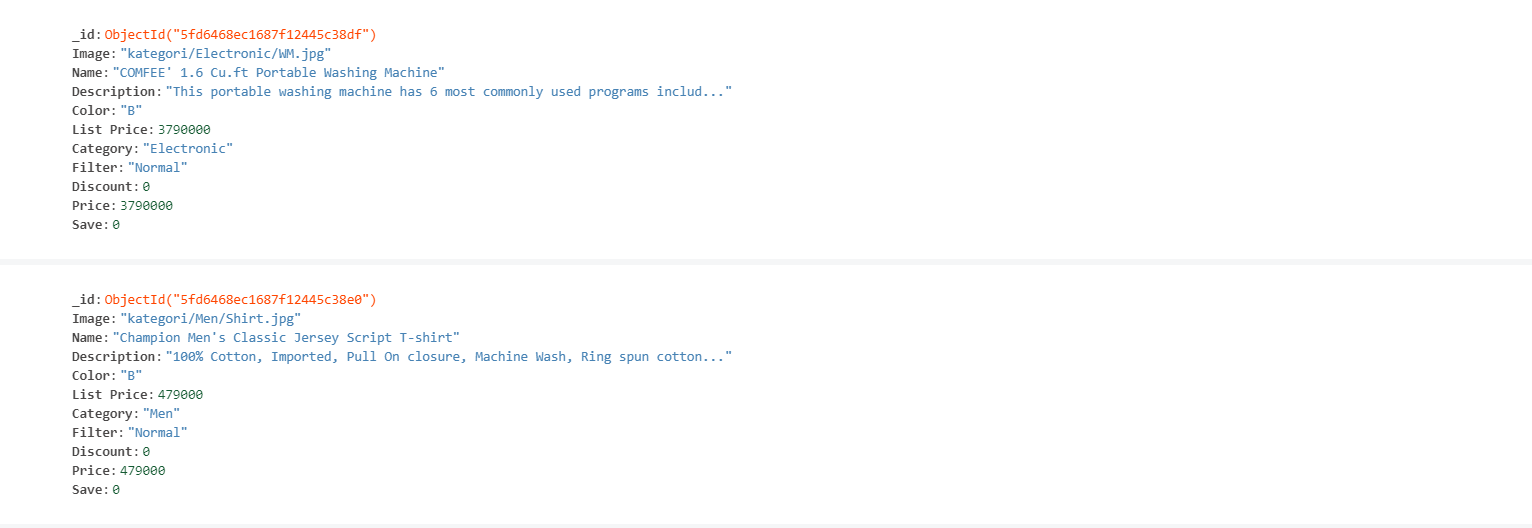 _id: ObjectId("5fd6468ec1687f12445c38df")
Image: "kategori/Electronic/WM.jpg"
Name: "COMFEE' 1.6 Cu.ft Portable Washing Machine"
Description: "This portable washing machine has 6 most commonly used programs includ..."
Color: "B"
List Price: 3790000
Category: "Electronic"
Filter: "Normal"
Discount: 0
Price: 3790000
Save: 0
_id: ObjectId("5fd6468ec1687f12445c38e0")
Image: "kategori/Men/Shirt.jpg"
Name: "Champion Men's Classic Jersey Script T-shirt"
Description: "100% Cotton, Imported, Pull On closure, Machine Wash, Ring spun cotton..."
Color: "B"
List Price: 479000
Category: "Men"
Filter: "Normal"
Discount: 0
Price: 479000
Save: 0